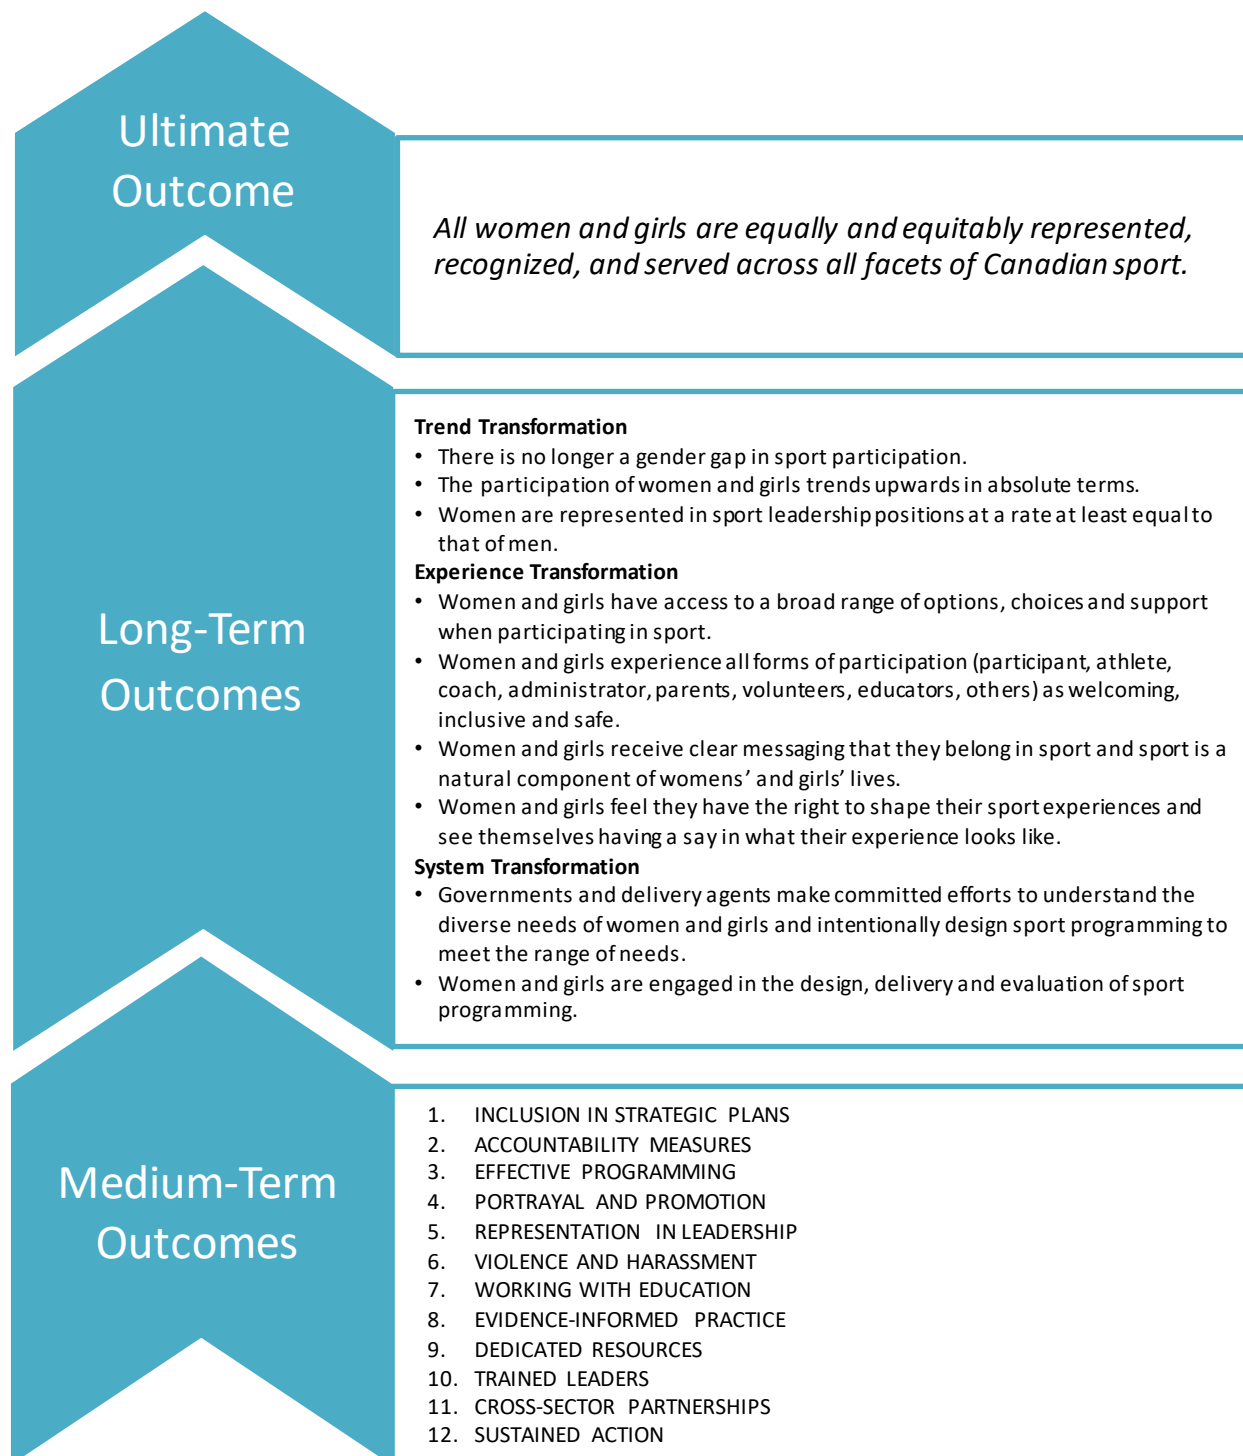 Ultimate
Outcome
All women and girls are equally and equitably represented,
recognized, and served across all facets of Canadian sport.
Long-Term
Outcomes
Trend Transformation
• There is no longer a gender gap in sport participation.
• The participation of women and girls trends upwards in absolute terms.
• Women are represented in sport leadership positions at a rate at least equal to
that of men.
Experience Transformation
• Women and girls have access to a broad range of options, choices and support
when participating in sport.
• Women and girls experience all forms of participation (participant, athlete,
coach, administrator, parents, volunteers, educators, others) as welcoming,
inclusive and safe.
• Women and girls receive clear messaging that they belong in sport and sport is a
natural component of womens’ and girls’ lives.
• Women and girls feel they have the right to shape their sport experiences and
see themselves having a say in what their experience looks like.
System Transformation
• Governments and delivery agents make committed efforts to understand the
diverse needs of women and girls and intentionally design sport programming to
meet the range of needs.
• Women and girls are engaged in the design, delivery and evaluation of sport
programming.
Medium-Term
Outcomes
1. INCLUSION IN STRATEGIC PLANS
2. ACCOUNTABILITY MEASURES
3. EFFECTIVE PROGRAMMING
4. PORTRAYAL AND PROMOTION
5. REPRESENTATION IN LEADERSHIP
6. VIOLENCE AND HARASSMENT
7. WORKING WITH EDUCATION
8. EVIDENCE-INFORMED PRACTICE
9. DEDICATED RESOURCES
10. TRAINED LEADERS
11. CROSS-SECTOR PARTNERSHIPS
12. SUSTAINED ACTION